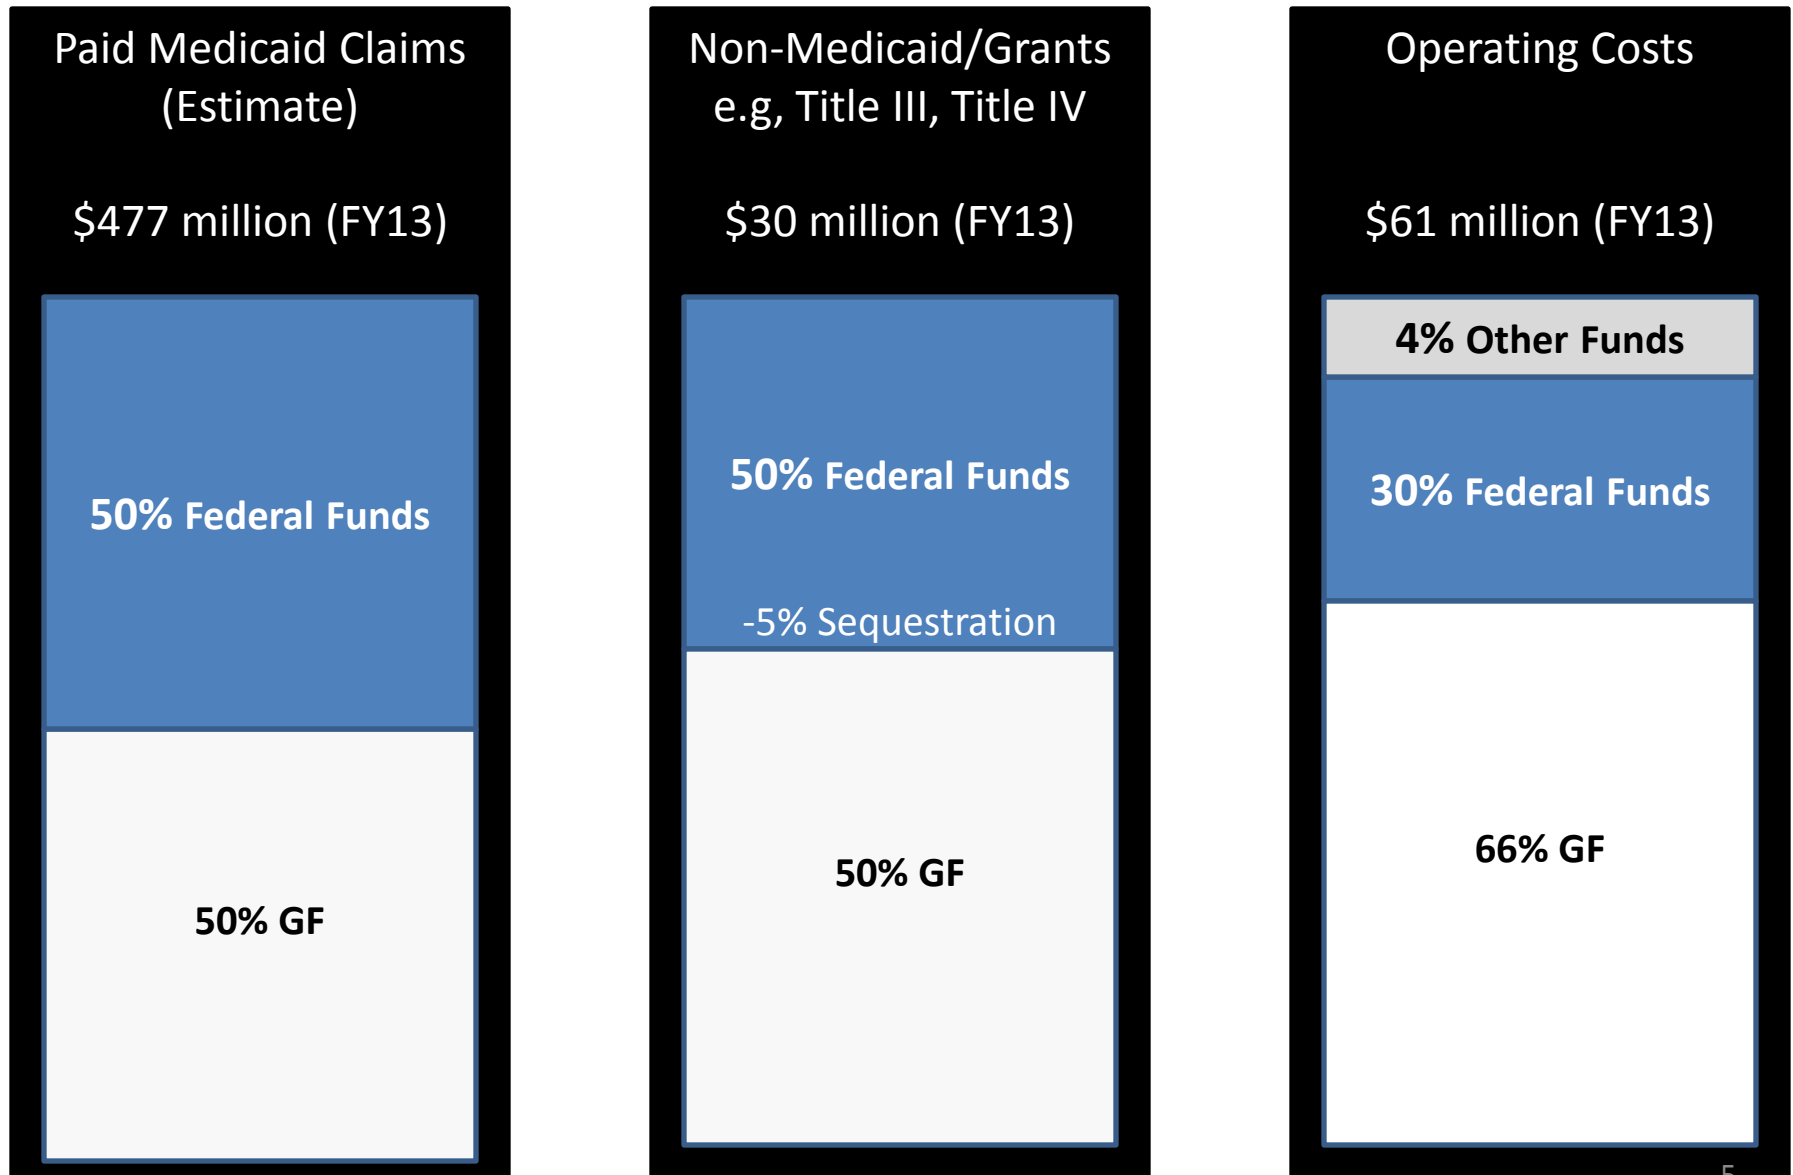 Paid Medicaid Claims
(Estimate)
$477 million (FY13)
50% Federal Funds
50% GF
Non-Medicaid/Grants
e.g, Title III, Title IV
$30 million (FY13)
50% Federal Funds
-5% Sequestration
50% GF
Operating Costs
$61 million (FY13)
4% Other Funds
30% Federal Funds
66% GF
5